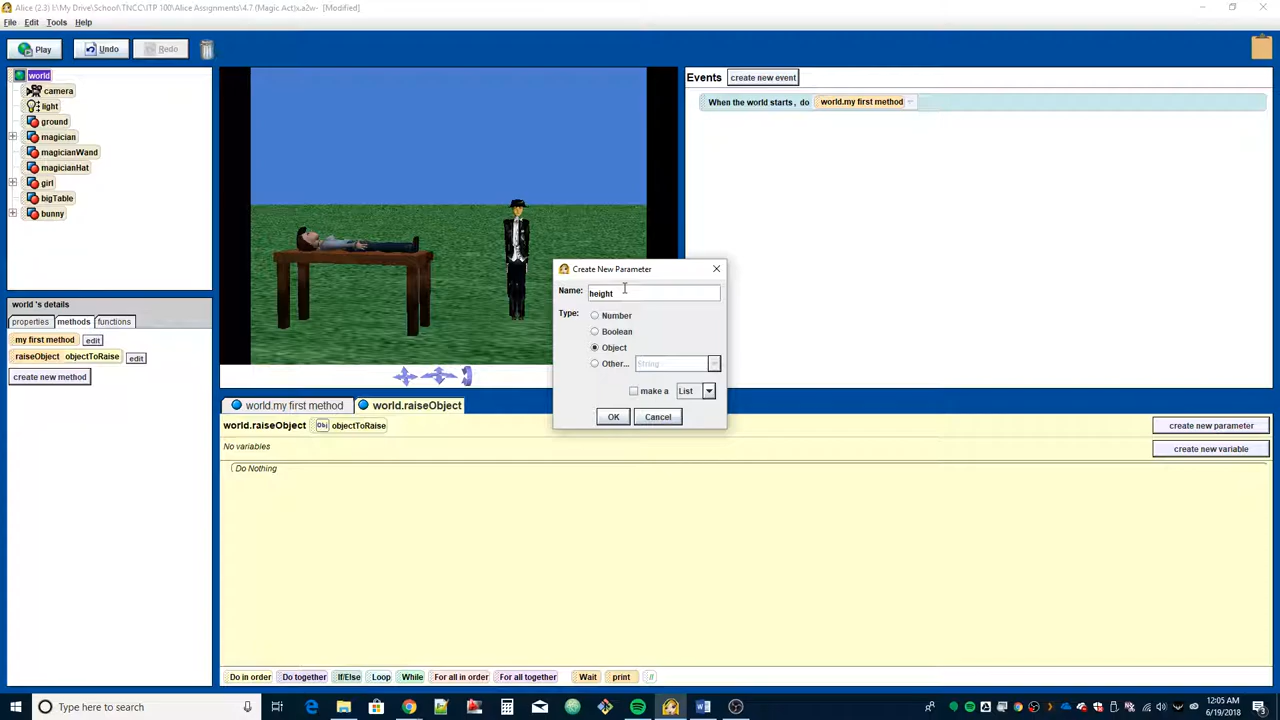 Alice (2.3) I:\My Drive\School\TNCC\ITP 100\Alice Assignments\4.7 (Magic Act)s.a2w- [Modified]
File Edit Tools Help
Play Undo Redo
world
camera
light
ground
magician
magicianWand
magicianHat
girl
bigTable
bunny
Events create new event
When the world starts, do world.my first method
world 's details
properties methods functions
my first method edit
raiseObject objectToRaise edit
create new method
Create New Parameter
Name: height
Type: Number
Boolean
Object
Other... String
make a List
OK Cancel
world.my first method world.raiseObject
world.raiseObject Obj objectToRaise create new parameter
No variables create new variable
Do Nothing
Do in order Do together If/Else Loop While For all in order For all together Wait print //
Type here to search
12:05 AM
6/19/2018